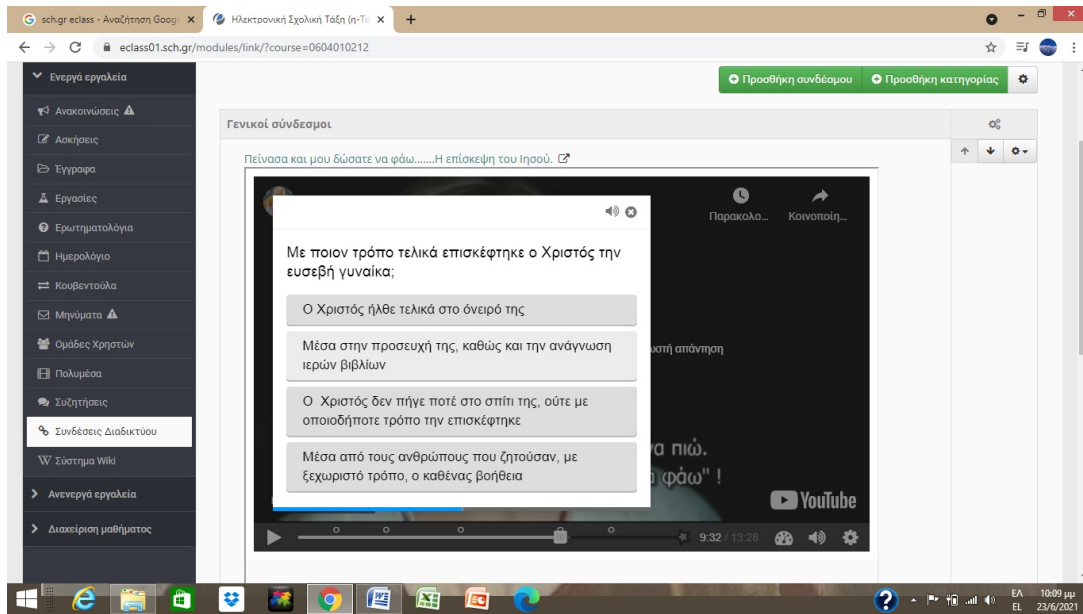 sch.gr eclass - Αναζήτηση Googl
Ηλεκτρονική Σχολική Τάξη (η-Τά
eclass01.sch.gr/modules/link/?course=0604010212
Ενεργά εργαλεία
Ανακοινώσεις
Ασκήσεις
Έγγραφα
Εργασίες
Ερωτηματολόγια
Ημερολόγιο
Κουβεντούλα
Μηνύματα
Ομάδες Χρηστών
Πολυμέσα
Συζητήσεις
Συνδέσεις Διαδικτύου
Σύστημα Wiki
Ανενεργά εργαλεία
Διαχείριση μαθήματος
Προσθήκη συνδέσμου
Προσθήκη κατηγορίας
Γενικοί σύνδεσμοι
Πείνασα και μου δώσατε να φάω.......Η επίσκεψη του Ιησού.
Παρακολο...
Κοινοποίη...
Με ποιον τρόπο τελικά επισκέφτηκε ο Χριστός την
ευσεβή γυναίκα;
Ο Χριστός ήλθε τελικά στο όνειρό της
Μέσα στην προσευχή της, καθώς και την ανάγνωση
ιερών βιβλίων
Ο Χριστός δεν πήγε ποτέ στο σπίτι της, ούτε με
οποιοδήποτε τρόπο την επισκέφτηκε
Μέσα από τους ανθρώπους που ζητούσαν, με
ξεχωριστό τρόπο, ο καθένας βοήθεια
ωστή απάντηση
να πιώ.
φάω" !
YouTube
9:32 / 13:28
ΕΛ 10:09 μμ
EL 23/6/2021